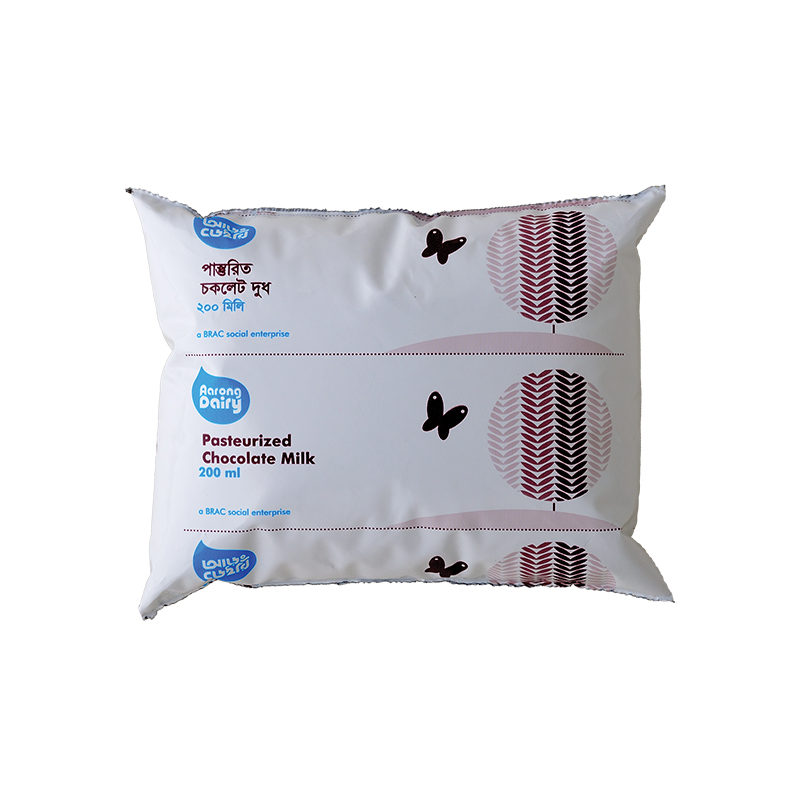 আড়ং
ডেইরি
পাস্তুরিত
চকলেট দুধ
২০০ মিলি
a BRAC social enterprise
Aarong
Dairy
Pasteurized
Chocolate Milk
200 ml
a BRAC social enterprise
আড়ং
ডেইরি